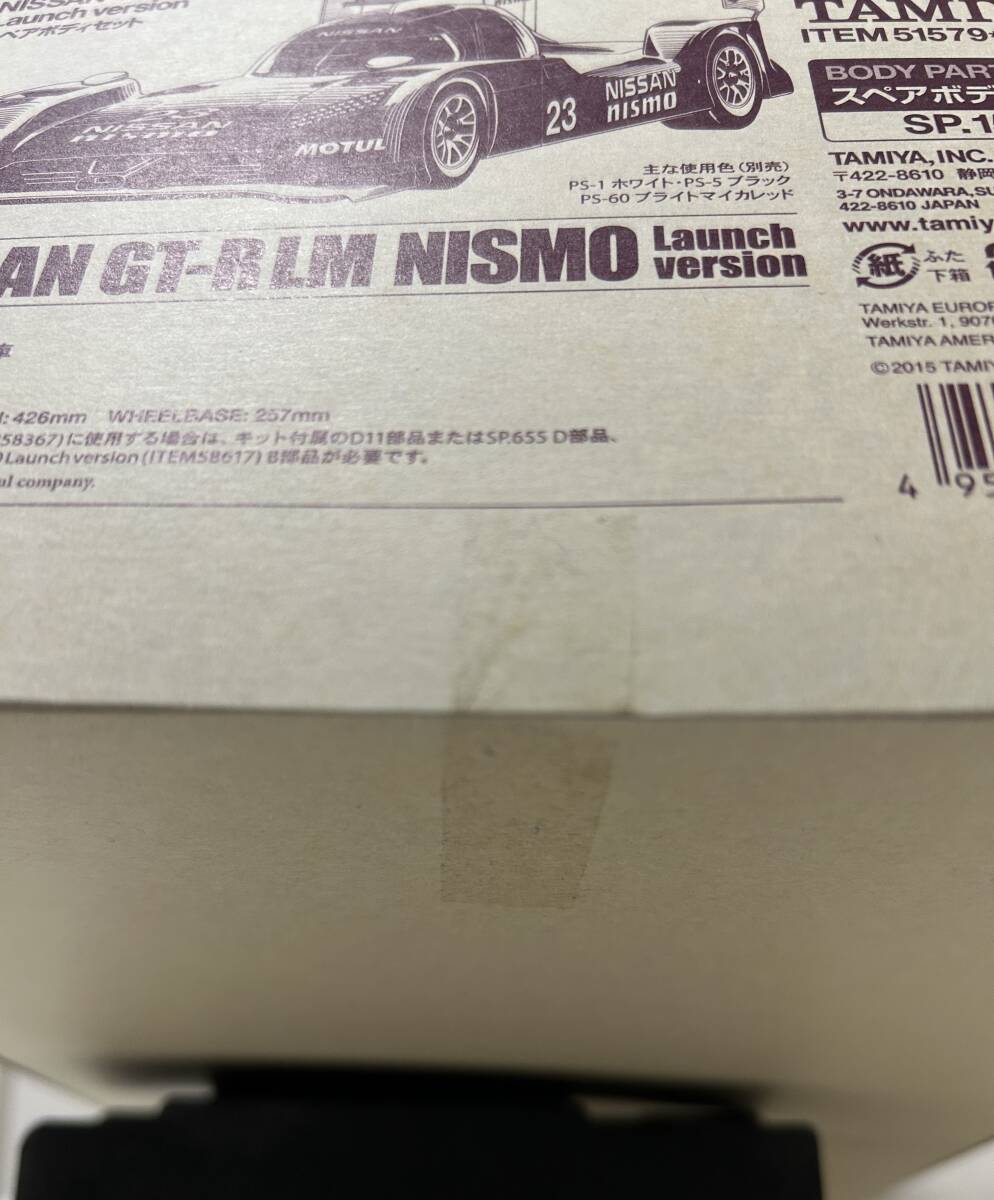 NISSAN
Launch version
ペアボディセット
NISSAN
NISSAN
nismo
MOTUL
23
NISSAN
nismo
主な使用色(別売)
PS-1 ホワイト・PS-5 ブラック
PS-60 ブライトマイカレッド
AN GT-R LM NISMO Launch version
車
: 426mm WHEELBASE: 257mm
58367)に使用する場合は、キット付属のD11部品またはSP.655 D部品、
Launch version (ITEM58617) B部品が必要です。
company.
TAMI
ITEM 51579
BODY PART
スペアボデ
SP.1
TAMIYA, INC.
〒422-8610 静岡
3-7 ONDAWARA, SU
422-8610 JAPAN
www.tamiy
紙 ふた
下箱
TAMIYA EUROP
Werkstr. 1, 907
TAMIYA AMER
©2015 TAMIY
4 95